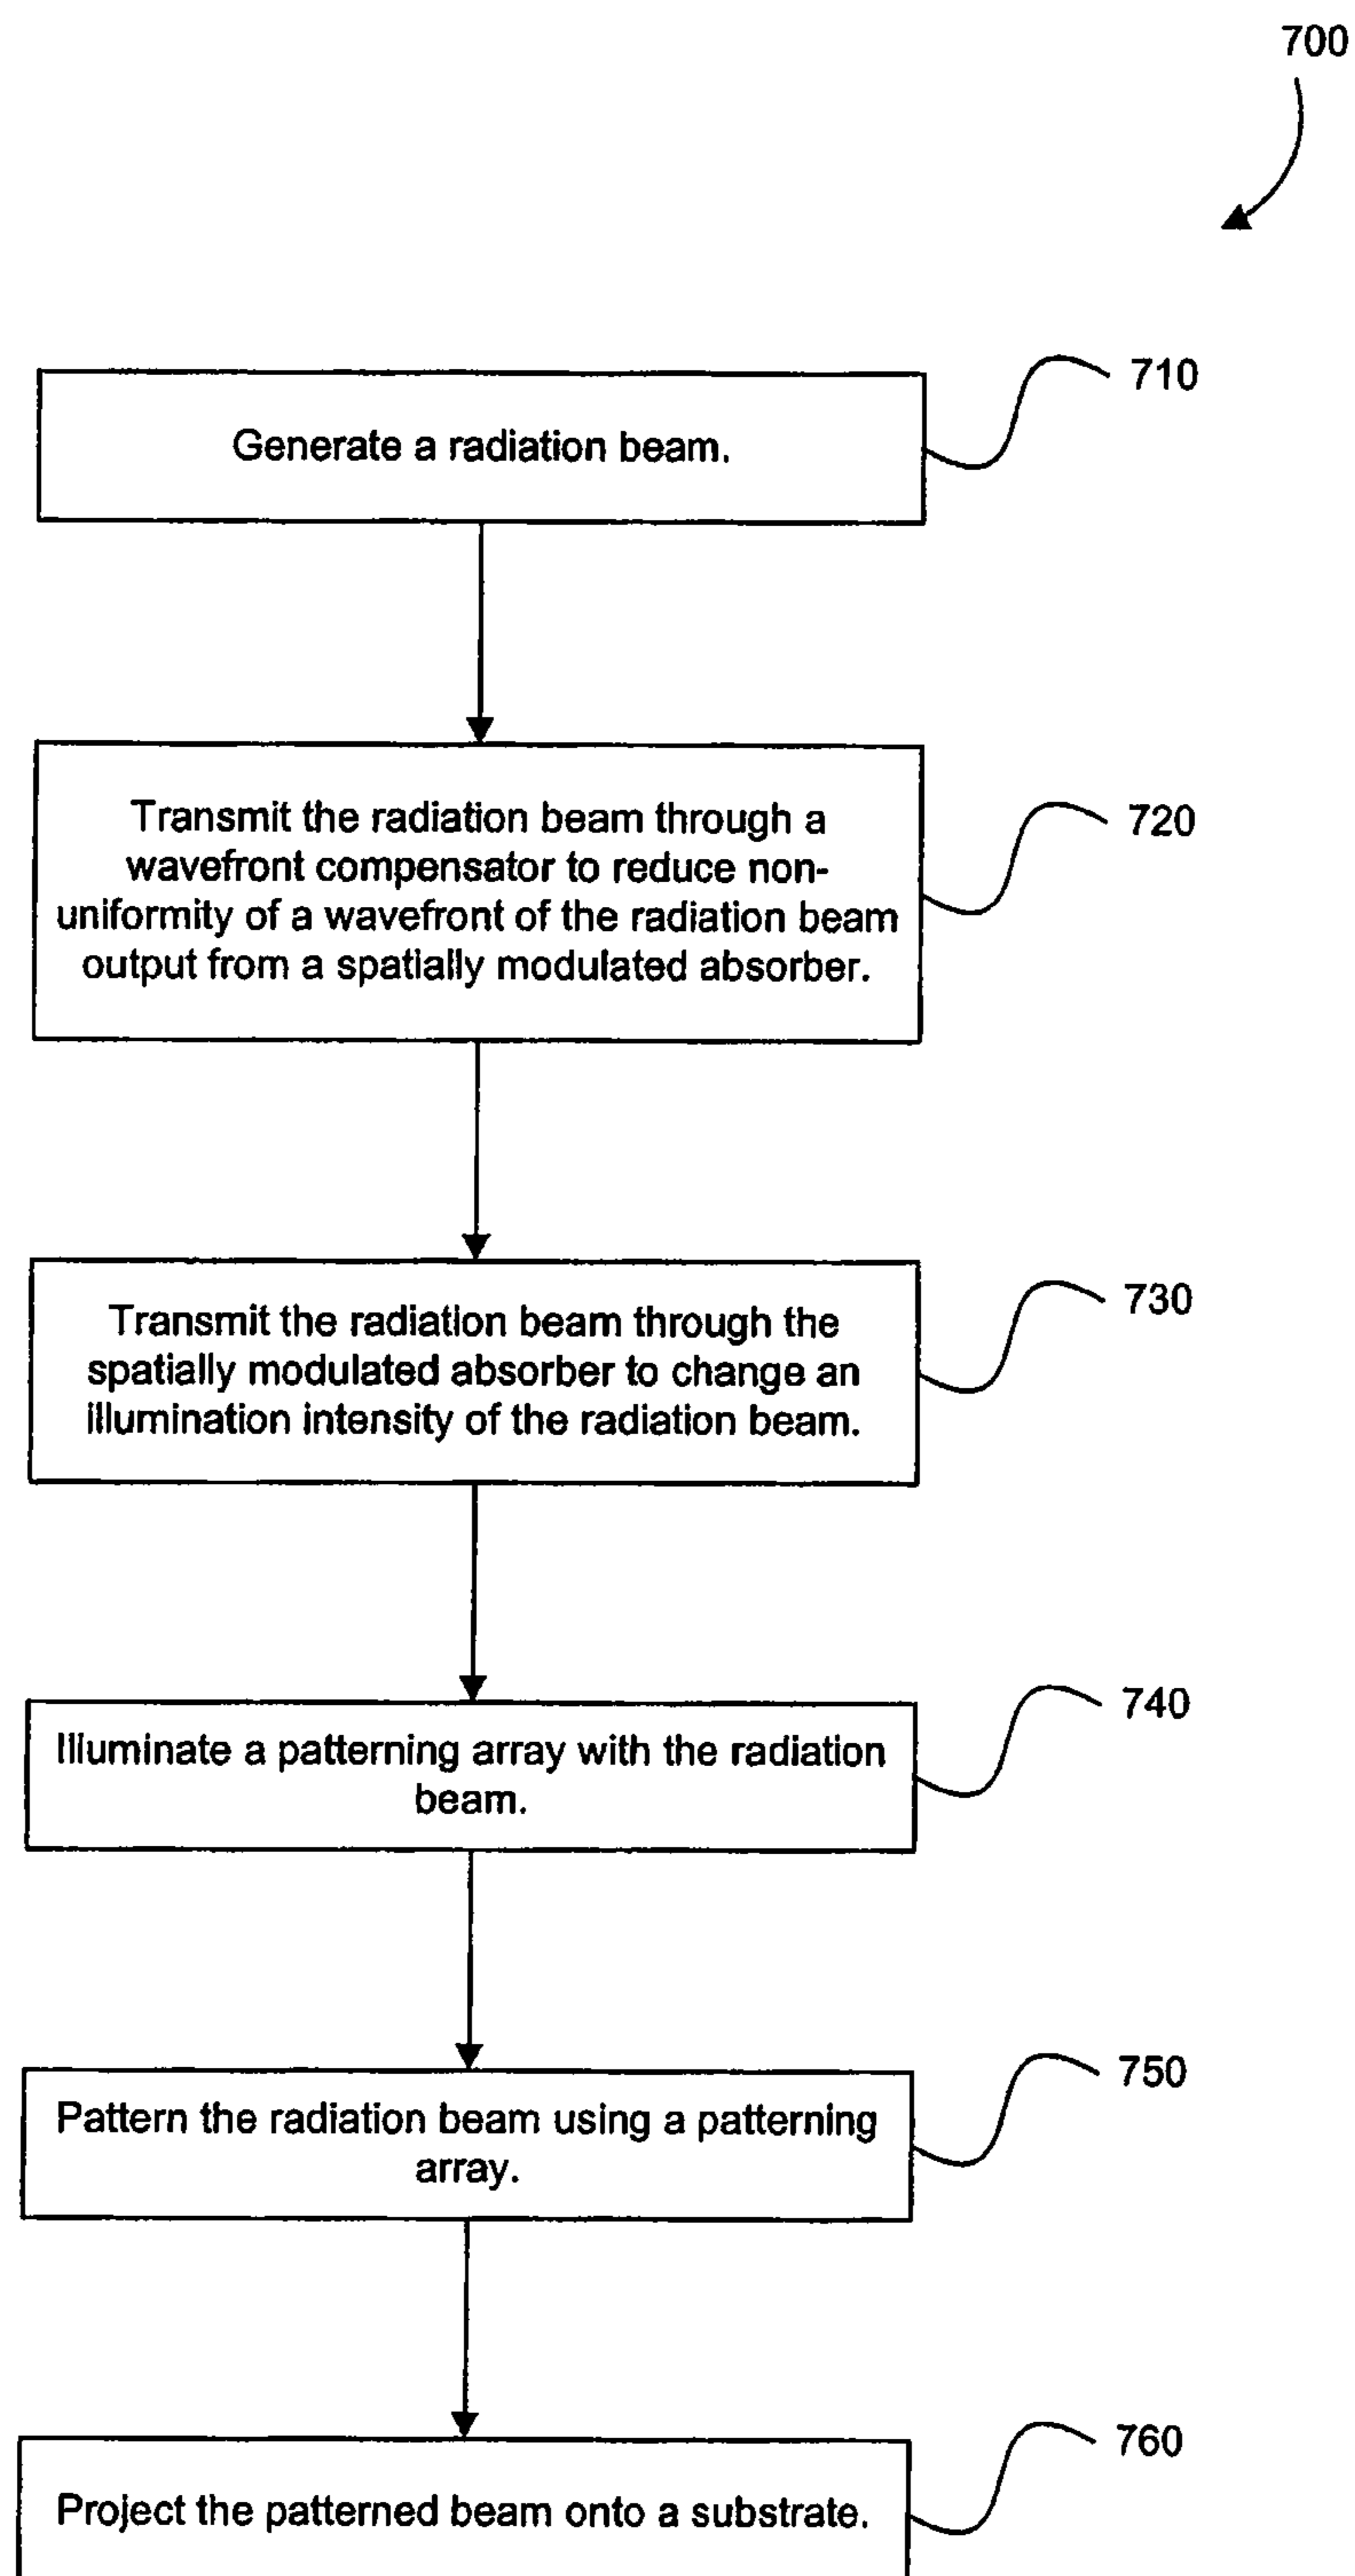 700
710
Generate a radiation beam.
720
Transmit the radiation beam through a
wavefront compensator to reduce non-
uniformity of a wavefront of the radiation beam
output from a spatially modulated absorber.
730
Transmit the radiation beam through the
spatially modulated absorber to change an
illumination intensity of the radiation beam.
740
Illuminate a patterning array with the radiation
beam.
750
Pattern the radiation beam using a patterning
array.
760
Project the patterned beam onto a substrate.